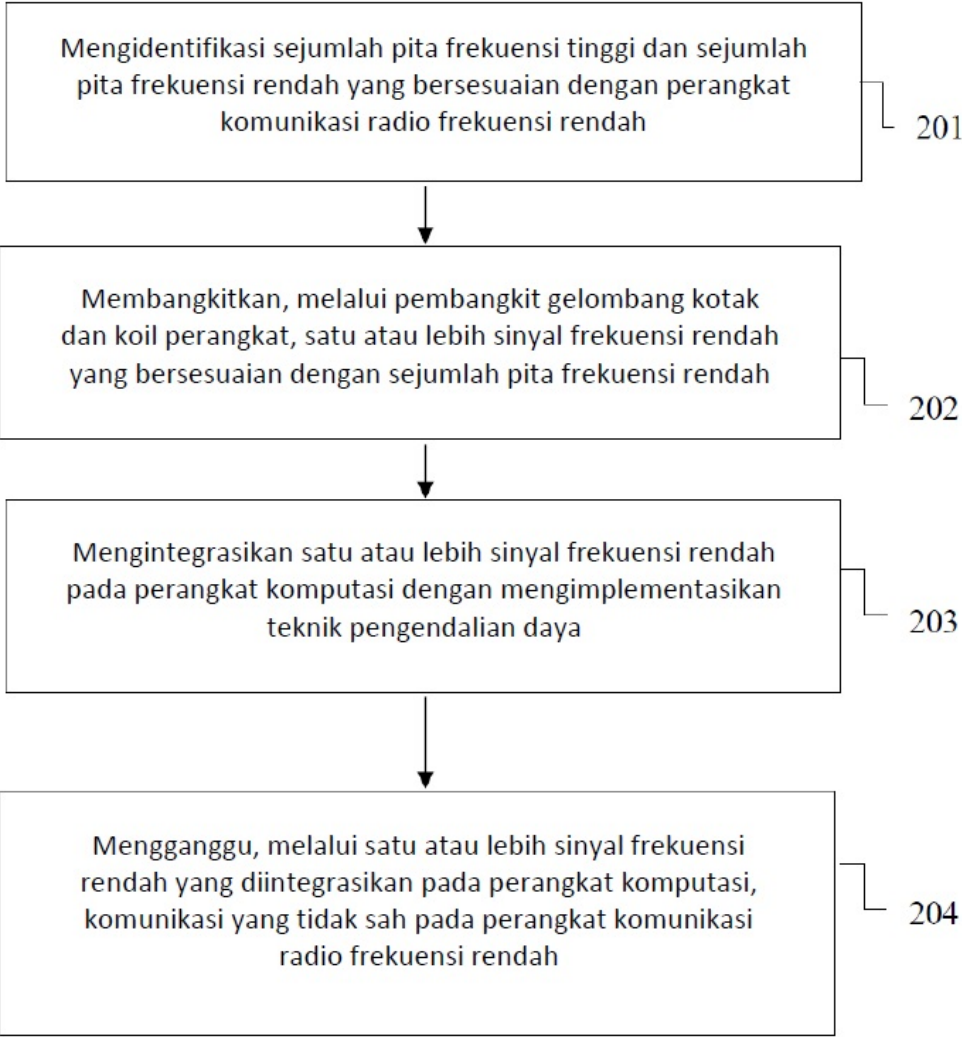 Mengidentifikasi sejumlah pita frekuensi tinggi dan sejumlah
pita frekuensi rendah yang bersesuaian dengan perangkat
komunikasi radio frekuensi rendah
201
Membangkitkan, melalui pembangkit gelombang kotak
dan koil perangkat, satu atau lebih sinyal frekuensi rendah
yang bersesuaian dengan sejumlah pita frekuensi rendah
202
Mengintegrasikan satu atau lebih sinyal frekuensi rendah
pada perangkat komputasi dengan mengimplementasikan
teknik pengendalian daya
203
Mengganggu, melalui satu atau lebih sinyal frekuensi
rendah yang diintegrasikan pada perangkat komputasi,
komunikasi yang tidak sah pada perangkat komunikasi
radio frekuensi rendah
204